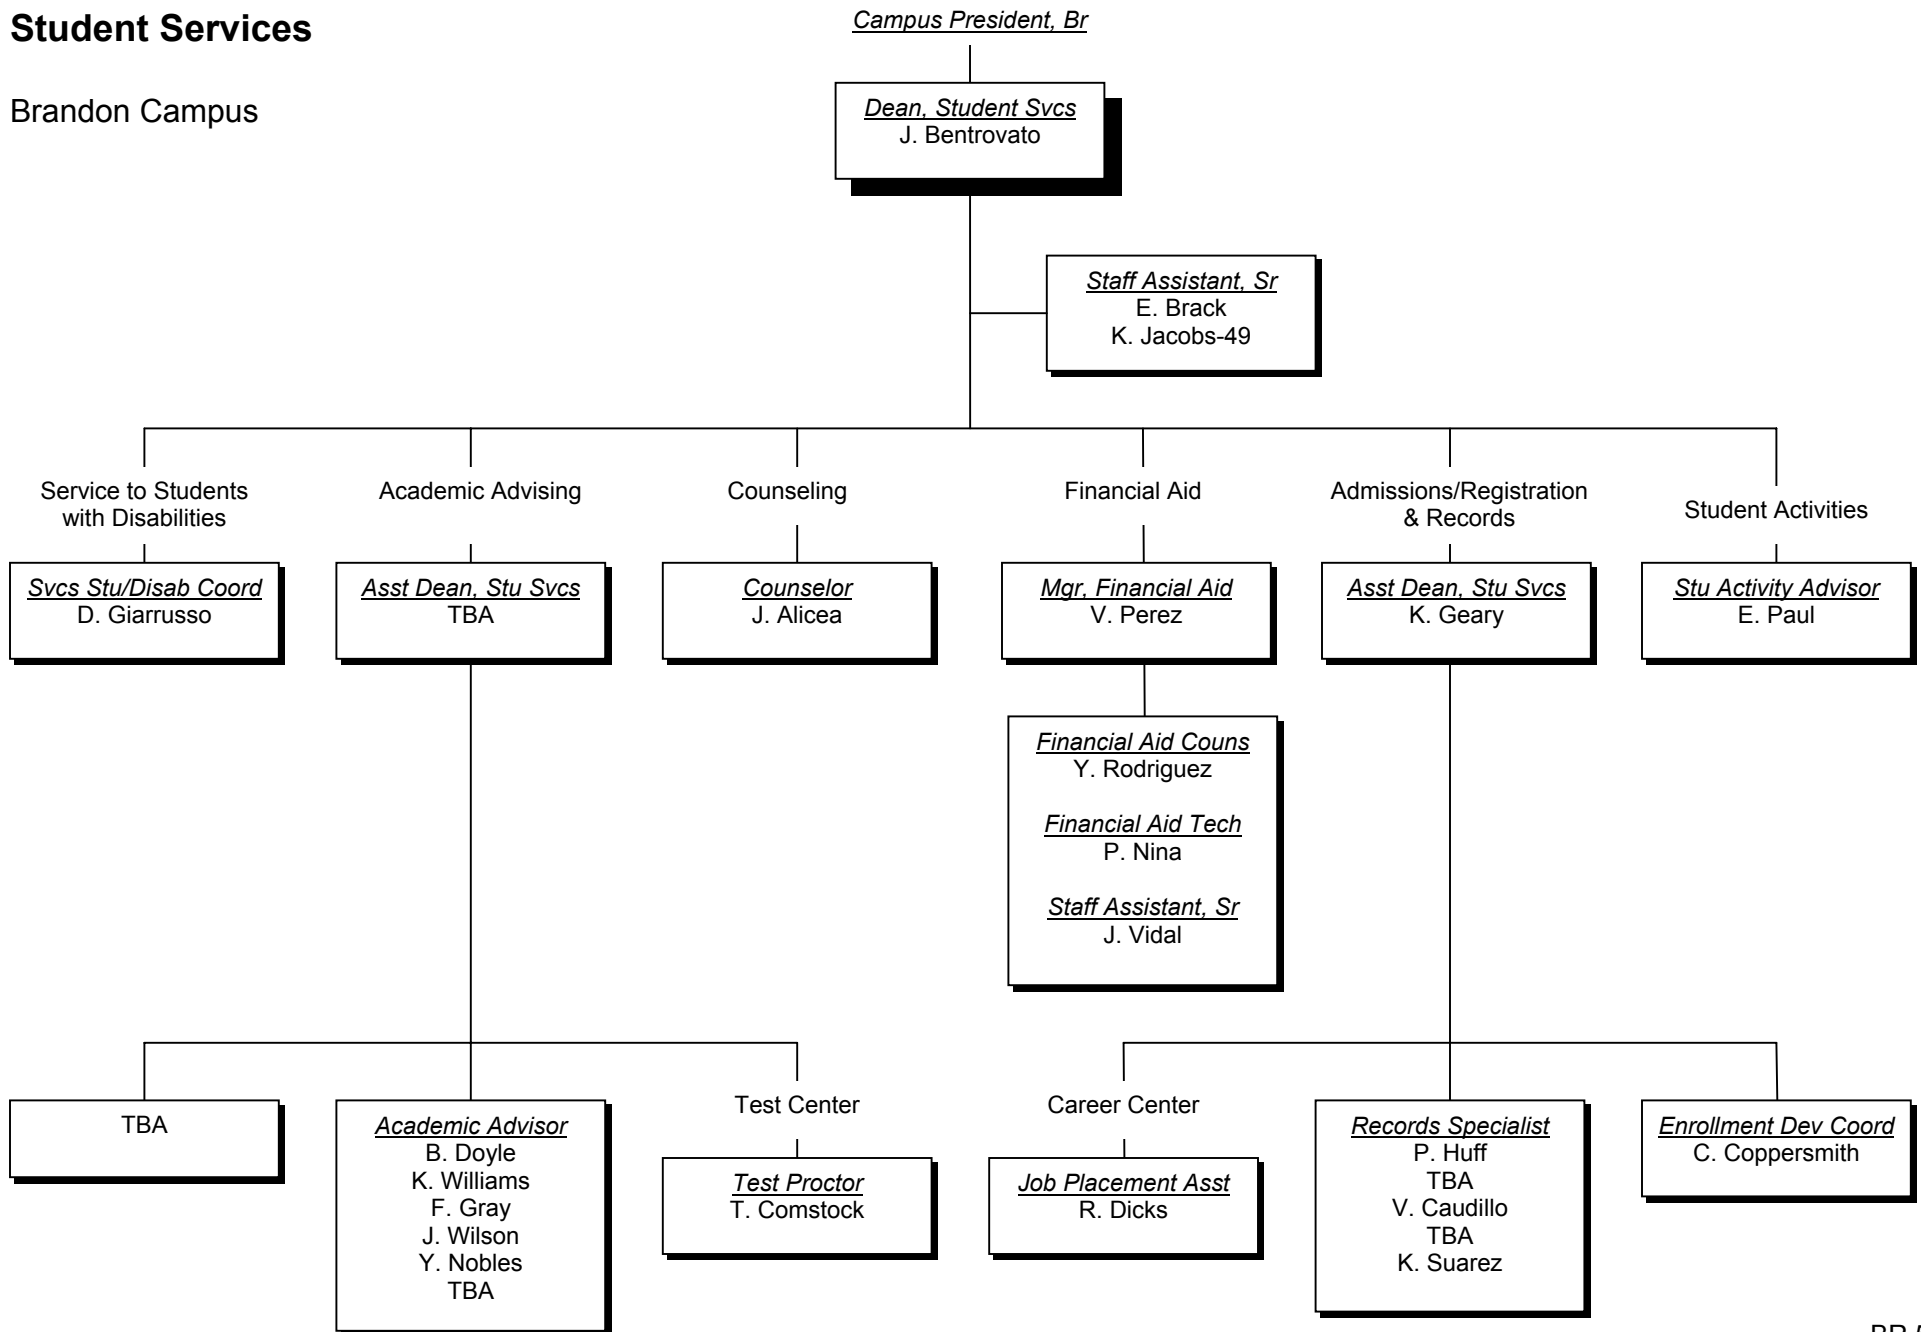 Student Services
Brandon Campus
Campus President, Br
Dean, Student Svcs
J. Bentrovato
Staff Assistant, Sr
E. Brack
K. Jacobs-49
Service to Students
with Disabilities
Svcs Stu/Disab Coord
D. Giarrusso
Academic Advising
Asst Dean, Stu Svcs
TBA
Counseling
Counselor
J. Alicea
Financial Aid
Mgr, Financial Aid
V. Perez
Admissions/Registration
& Records
Asst Dean, Stu Svcs
K. Geary
Student Activities
Stu Activity Advisor
E. Paul
Financial Aid Couns
Y. Rodriguez
Financial Aid Tech
P. Nina
Staff Assistant, Sr
J. Vidal
TBA
Academic Advisor
B. Doyle
K. Williams
F. Gray
J. Wilson
Y. Nobles
TBA
Test Center
Test Proctor
T. Comstock
Career Center
Job Placement Asst
R. Dicks
Records Specialist
P. Huff
TBA
V. Caudillo
TBA
K. Suarez
Enrollment Dev Coord
C. Coppersmith